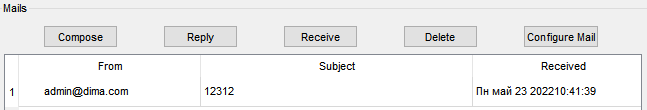 Mails
Compose Reply Receive Delete Configure Mail
From Subject Received
1 admin@dima.com 12312 Пн май 23 202210:41:39